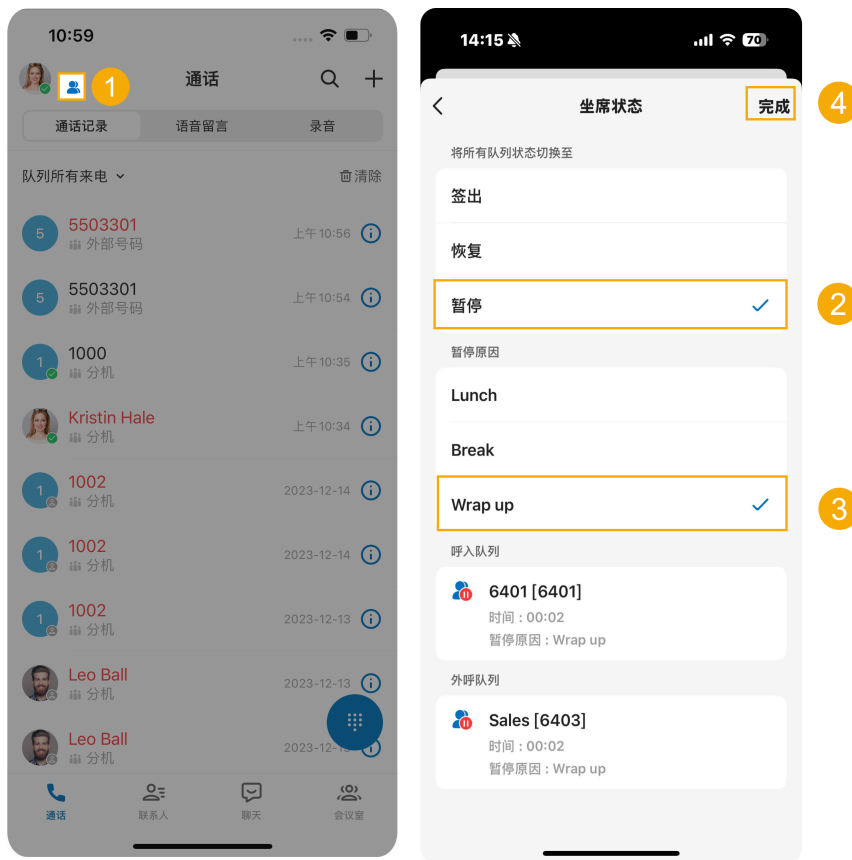 10:59
1
通话
通话记录
语音留言
录音
队列所有来电
清除
5
5503301
外部号码
上午 10:56
5
5503301
外部号码
上午 10:54
1
1000
分机
上午 10:35
Kristin Hale
分机
上午 10:34
1
1002
分机
2023-12-14
1
1002
分机
2023-12-14
1
1002
分机
2023-12-13
Leo Ball
分机
2023-12-13
Leo Ball
分机
2023-12-1
通话
联系人
聊天
会议室
14:15
70
坐席状态
完成
4
将所有队列状态切换至
签出
恢复
暂停
2
暂停原因
Lunch
Break
Wrap up
3
呼入队列
6401 [6401]
时间 : 00:02
暂停原因 : Wrap up
外呼队列
Sales [6403]
时间 : 00:02
暂停原因 : Wrap up